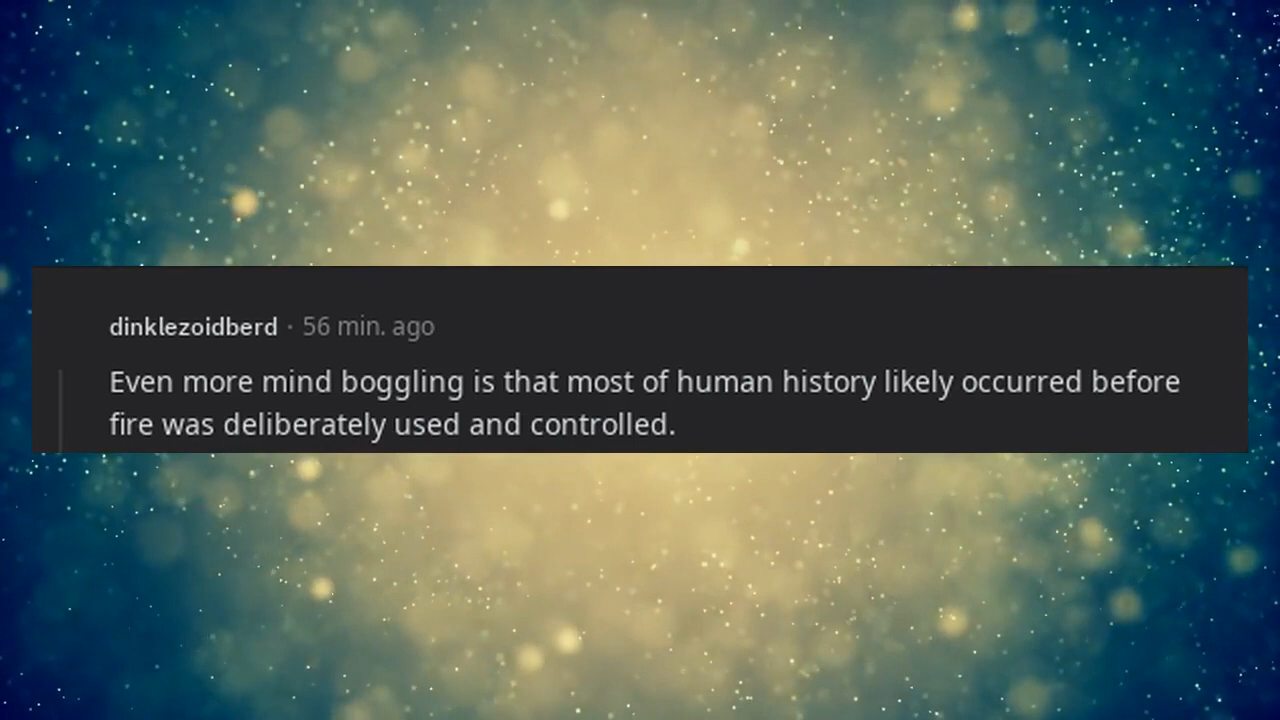 dinklezoidberd · 56 min. ago
Even more mind boggling is that most of human history likely occurred before
fire was deliberately used and controlled.